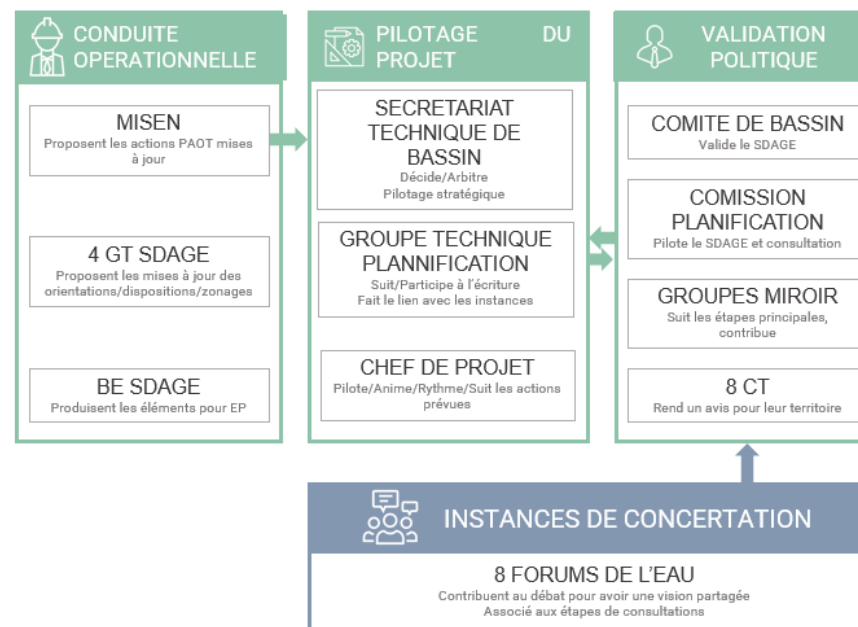 CONDUITE
OPERATIONNELLE
MISEN
Proposent les actions PAOT mises
à jour
4 GT SDAGE
Proposent les mises à jour des
orientations/dispositions/zonages
BE SDAGE
Produisent les éléments pour EP
PILOTAGE DU
PROJET
SECRETARIAT
TECHNIQUE DE
BASSIN
Décide/Arbitre
Pilotage stratégique
GROUPE TECHNIQUE
PLANNIFICATION
Suit/Participe à l'écriture
Fait le lien avec les instances
CHEF DE PROJET
Pilote/Anime/Rythme/Suit les actions
prévues
VALIDATION
POLITIQUE
COMITE DE BASSIN
Valide le SDAGE
COMISSION
PLANIFICATION
Pilote le SDAGE et consultation
GROUPES MIROIR
Suit les étapes principales,
contribue
8 CT
Rend un avis pour leur territoire
INSTANCES DE CONCERTATION
8 FORUMS DE L'EAU
Contribuent au débat pour avoir une vision partagée
Associé aux étapes de consultations